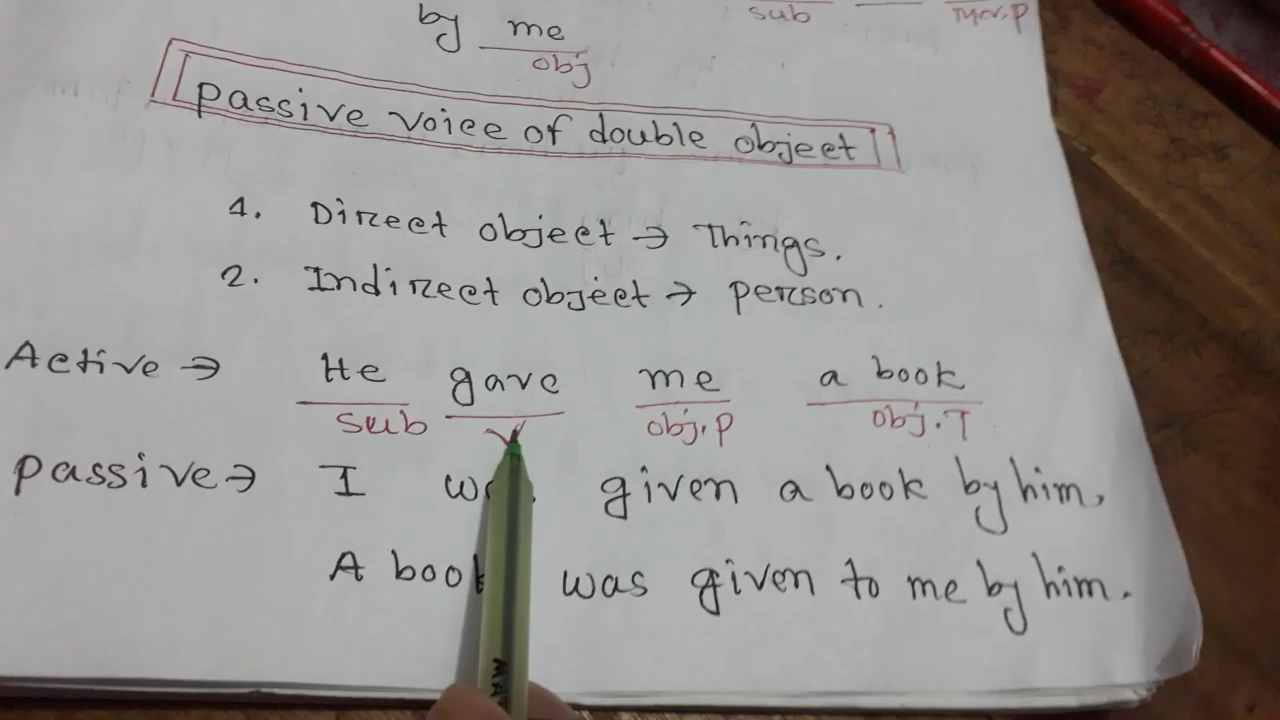 sub
by me
obj
Passive voice of double object
1. Direct object → Things.
2. Indirect object → person.
Active → He gave me a book
sub V obj.P obj.T
Passive → I given a book by him.
A book was given to me by him.